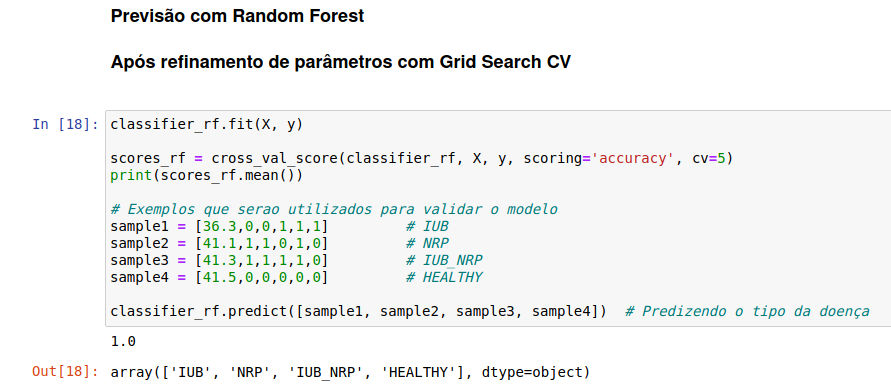 Previsão com Random Forest
Após refinamento de parâmetros com Grid Search CV
In [18]: classifier_rf.fit(X, y)
scores_rf = cross_val_score(classifier_rf, X, y, scoring='accuracy', cv=5)
print(scores_rf.mean())
# Exemplos que serao utilizados para validar o modelo
sample1 = [36.3,0,0,1,1,1] # IUB
sample2 = [41.1,1,1,0,1,0] # NRP
sample3 = [41.3,1,1,1,1,0] # IUB_NRP
sample4 = [41.5,0,0,0,0,0] # HEALTHY
classifier_rf.predict([sample1, sample2, sample3, sample4]) # Predizendo o tipo da doença
1.0
Out[18]: array(['IUB', 'NRP', 'IUB_NRP', 'HEALTHY'], dtype=object)